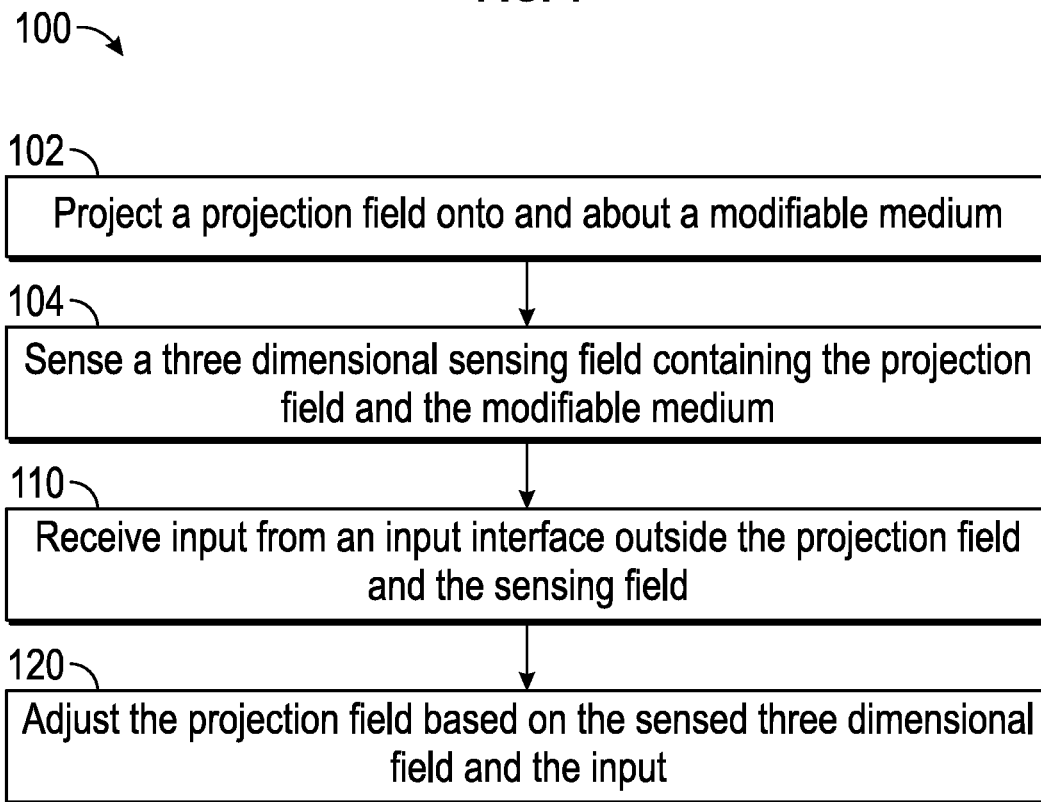 100
102
Project a projection field onto and about a modifiable medium
104
Sense a three dimensional sensing field containing the projection
field and the modifiable medium
110
Receive input from an input interface outside the projection field
and the sensing field
120
Adjust the projection field based on the sensed three dimensional
field and the input